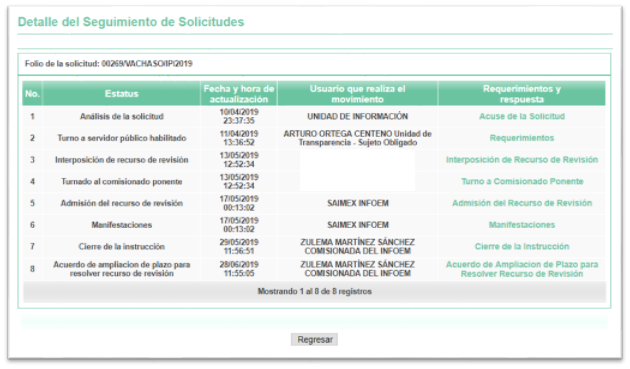 Detalle del Seguimiento de Solicitudes
Folio de la solicitud: 00269/VACHASO/IP/2019
No. Estatus Fecha y hora de actualización Usuario que realiza el movimiento Requerimientos y respuesta
1 Análisis de la solicitud 10/04/2019 23:37:35 UNIDAD DE INFORMACIÓN Acuse de la Solicitud
2 Turno a servidor público habilitado 11/04/2019 13:36:52 ARTURO ORTEGA CENTENO Unidad de Transparencia - Sujeto Obligado Requerimientos
3 Interposición de recurso de revisión 13/05/2019 12:52:34 Interposición de Recurso de Revisión
4 Turnado al comisionado ponente 13/05/2019 12:52:34 Turno a Comisionado Ponente
5 Admisión del recurso de revisión 17/05/2019 00:13:02 SAIMEX INFOEM Admisión del Recurso de Revisión
6 Manifestaciones 17/05/2019 00:13:02 SAIMEX INFOEM Manifestaciones
7 Cierre de la instrucción 29/05/2019 11:56:51 ZULEMA MARTÍNEZ SÁNCHEZ COMISIONADA DEL INFOEM Cierre de la Instrucción
8 Acuerdo de ampliacion de plazo para resolver recurso de revisión 28/06/2019 11:55:05 ZULEMA MARTÍNEZ SÁNCHEZ COMISIONADA DEL INFOEM Acuerdo de Ampliacion de Plazo para Resolver Recurso de Revisión
Mostrando 1 al 8 de 8 registros
Regresar